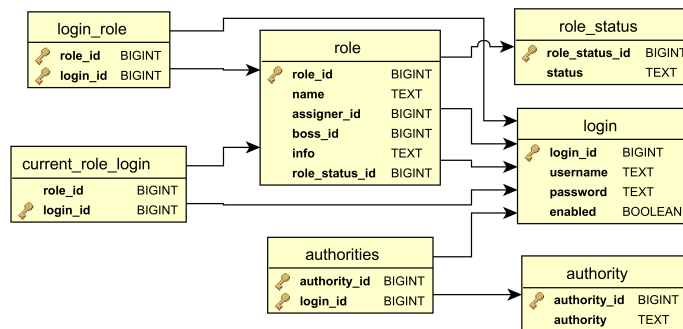 login_role
role_id BIGINT
login_id BIGINT
role
role_id BIGINT
name TEXT
assigner_id BIGINT
boss_id BIGINT
info TEXT
role_status_id BIGINT
role_status
role_status_id BIGINT
status TEXT
login
login_id BIGINT
username TEXT
password TEXT
enabled BOOLEAN
current_role_login
role_id BIGINT
login_id BIGINT
authorities
authority_id BIGINT
login_id BIGINT
authority
authority_id BIGINT
authority TEXT